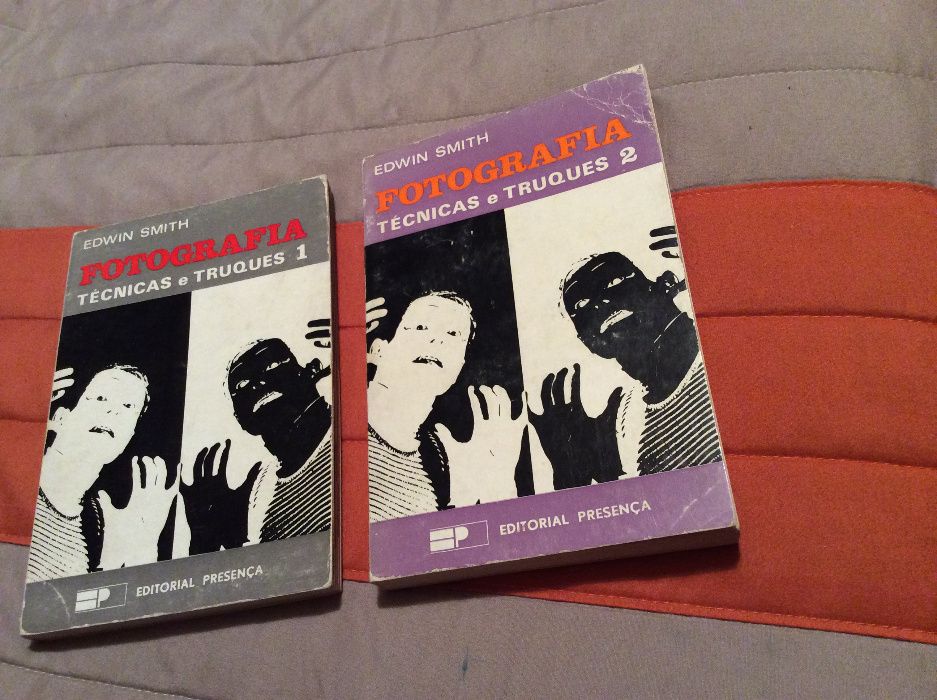 EDWIN SMITH
FOTOGRAFIA
TÉCNICAS e TRUQUES 1
EP EDITORIAL PRESENÇA
EDWIN SMITH
FOTOGRAFIA
TÉCNICAS e TRUQUES 2
EP EDITORIAL PRESENÇA